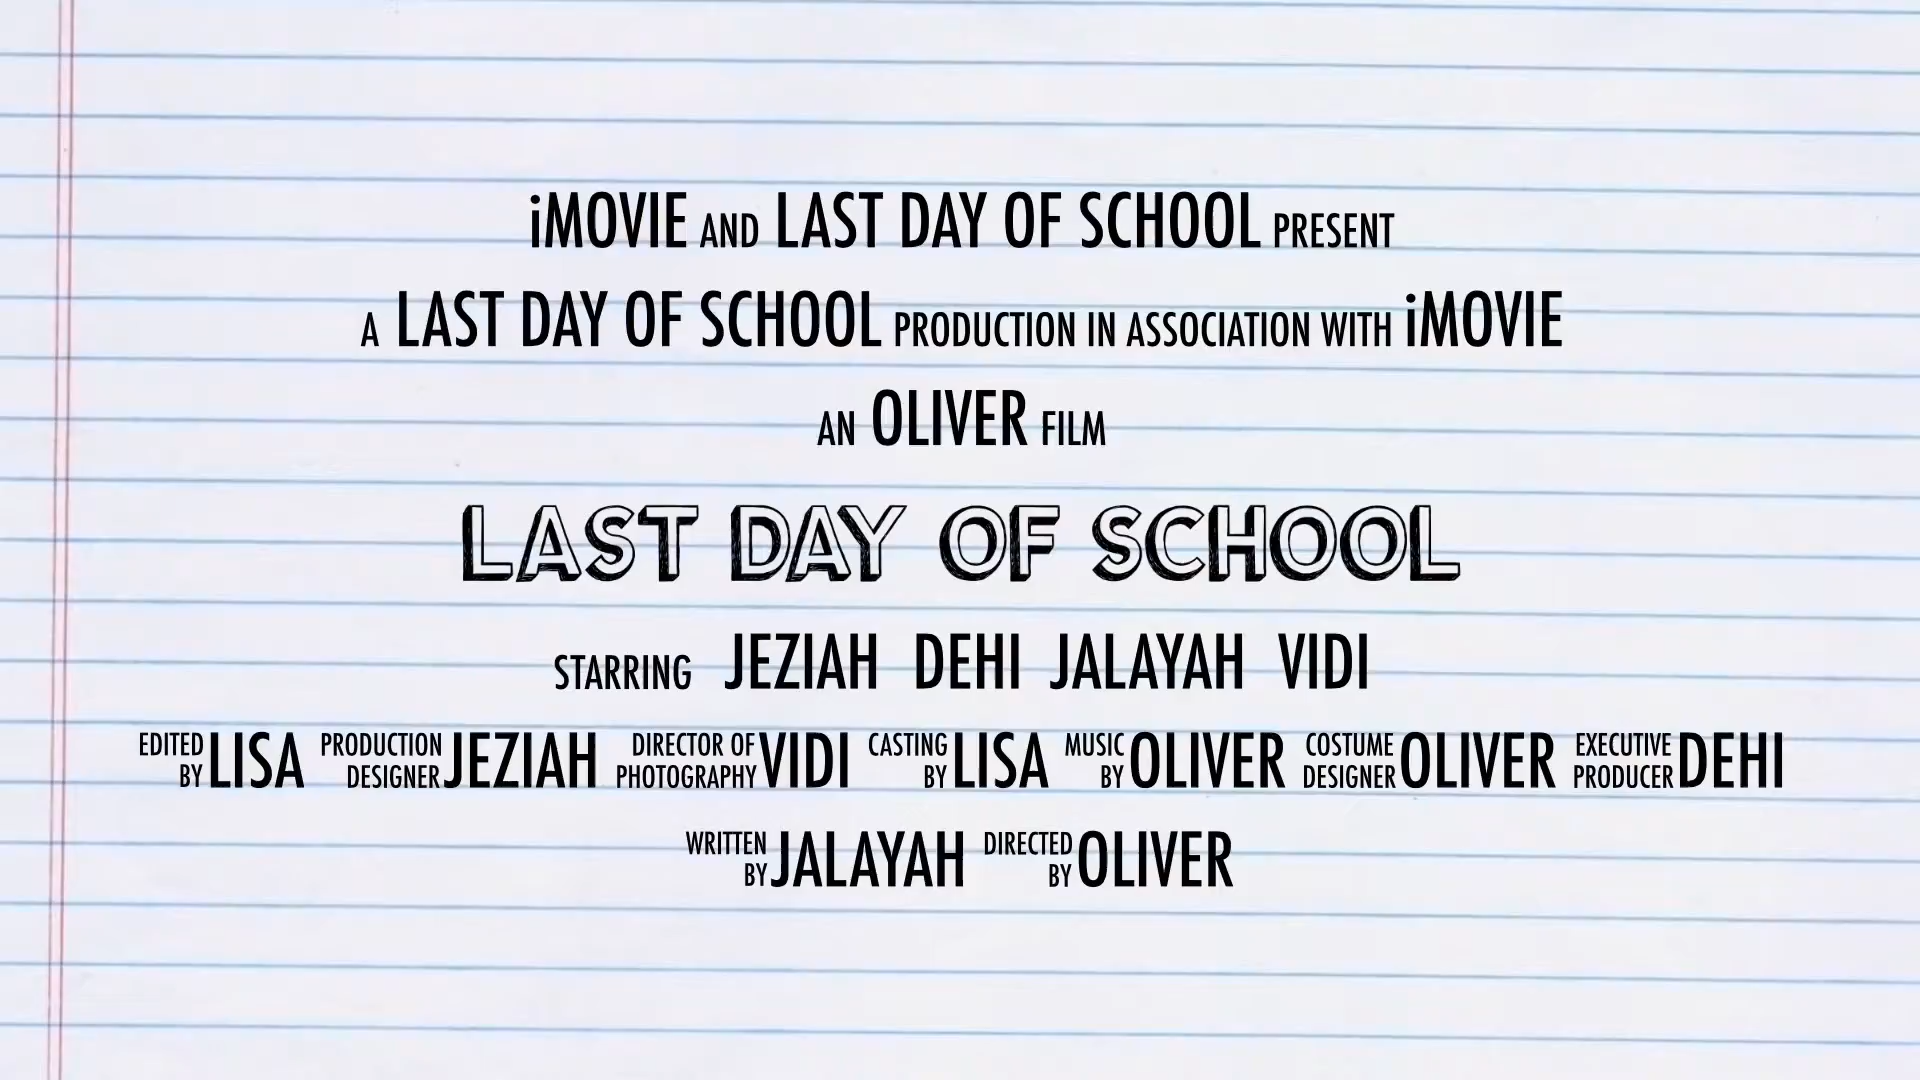 iMOVIE AND LAST DAY OF SCHOOL PRESENT
A LAST DAY OF SCHOOL PRODUCTION IN ASSOCIATION WITH iMOVIE
AN OLIVER FILM
LAST DAY OF SCHOOL
STARRING JEZIAH DEHI JALAYAH VIDI
EDITED BY LISA PRODUCTION DESIGNER JEZIAH DIRECTOR OF PHOTOGRAPHY VIDI CASTING BY LISA MUSIC BY OLIVER COSTUME DESIGNER OLIVER EXECUTIVE PRODUCER DEHI
WRITTEN BY JALAYAH DIRECTED BY OLIVER